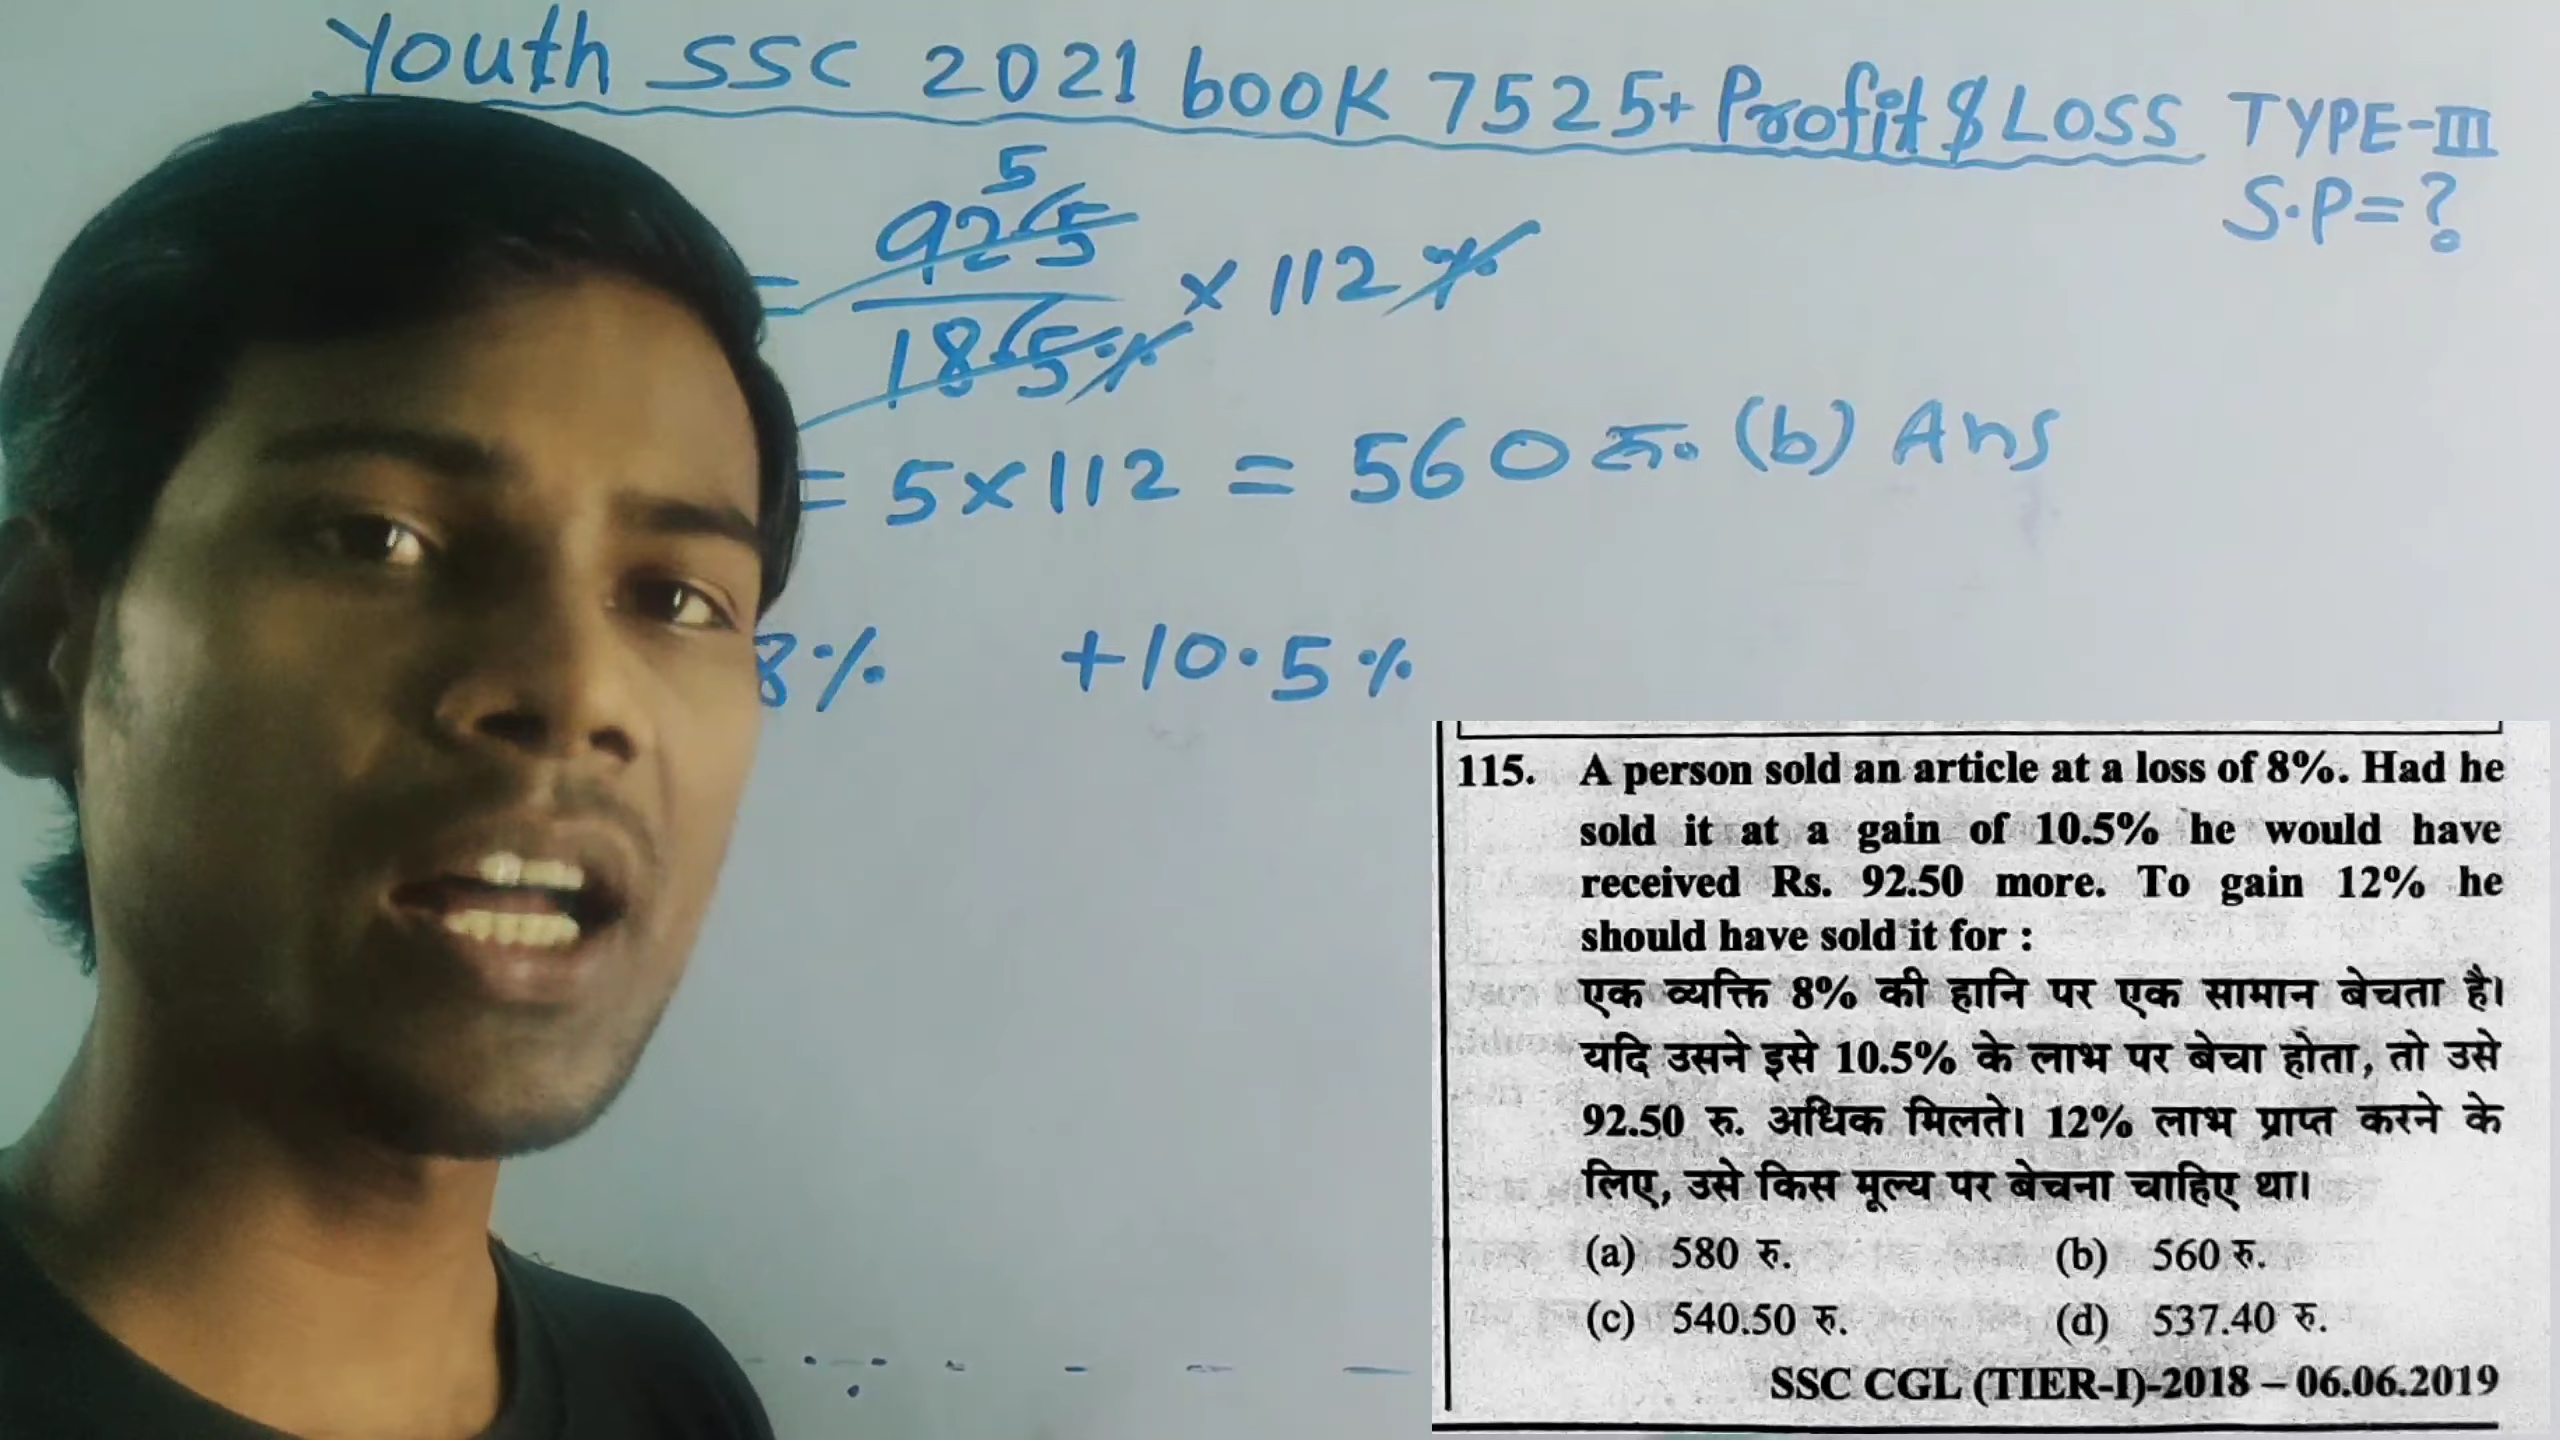 Youth SSC 2021 book 7525+ Profit & LOSS TYPE-III
S.P=?
5
= 92.5 / 18.5% × 112%
= 5×112 = 560 रु. (b) Ans
8% +10.5%
115. A person sold an article at a loss of 8%. Had he
sold it at a gain of 10.5% he would have
received Rs. 92.50 more. To gain 12% he
should have sold it for :
एक व्यक्ति 8% की हानि पर एक सामान बेचता है।
यदि उसने इसे 10.5% के लाभ पर बेचा होता, तो उसे
92.50 रु. अधिक मिलते। 12% लाभ प्राप्त करने के
लिए, उसे किस मूल्य पर बेचना चाहिए था।
(a) 580 रु. (b) 560 रु.
(c) 540.50 रु. (d) 537.40 रु.
SSC CGL (TIER-I)-2018 – 06.06.2019